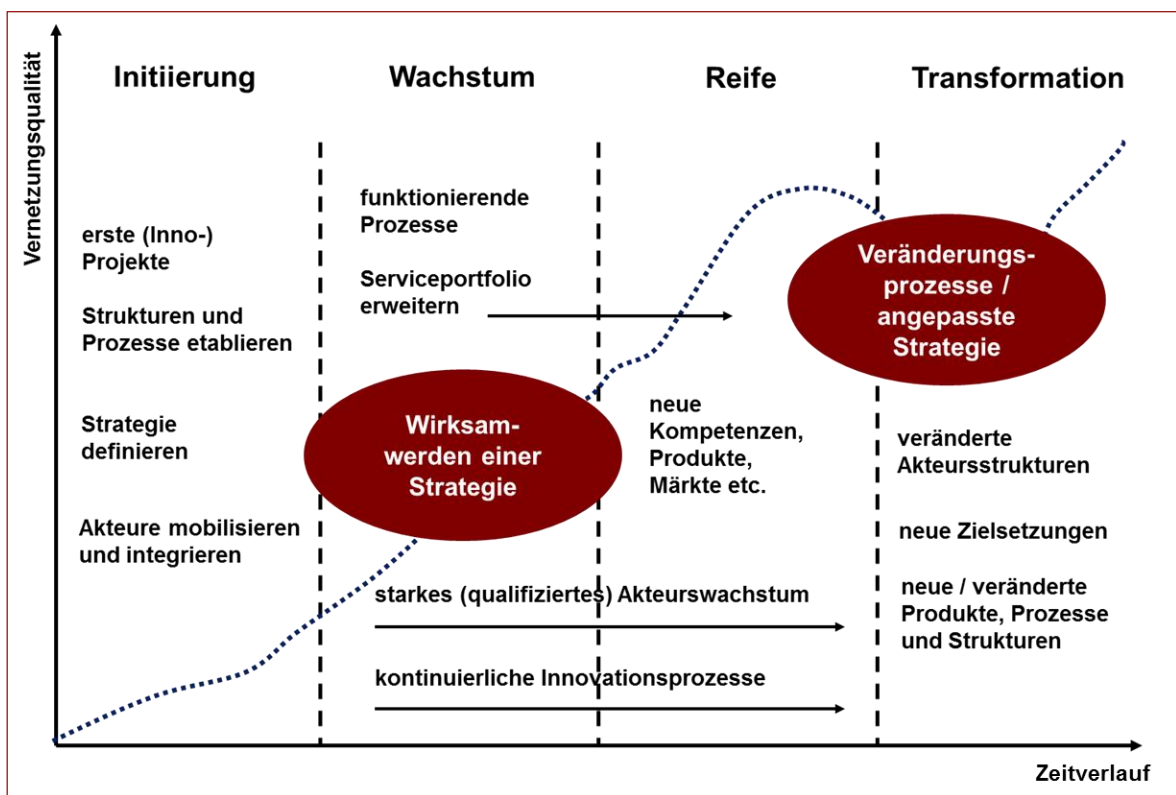 Vernetzungsqualität
Initiierung
Wachstum
Reife
Transformation
erste (Inno-)
Projekte
Strukturen und
Prozesse etablieren
Strategie
definieren
Akteure mobilisieren
und integrieren
funktionierende
Prozesse
Serviceportfolio
erweitern
Wirksam-
werden einer
Strategie
starkes (qualifiziertes) Akteurswachstum
kontinuierliche Innovationsprozesse
neue
Kompetenzen,
Produkte,
Märkte etc.
Veränderungs-
prozesse /
angepasste
Strategie
veränderte
Akteursstrukturen
neue Zielsetzungen
neue / veränderte
Produkte, Prozesse
und Strukturen
Zeitverlauf